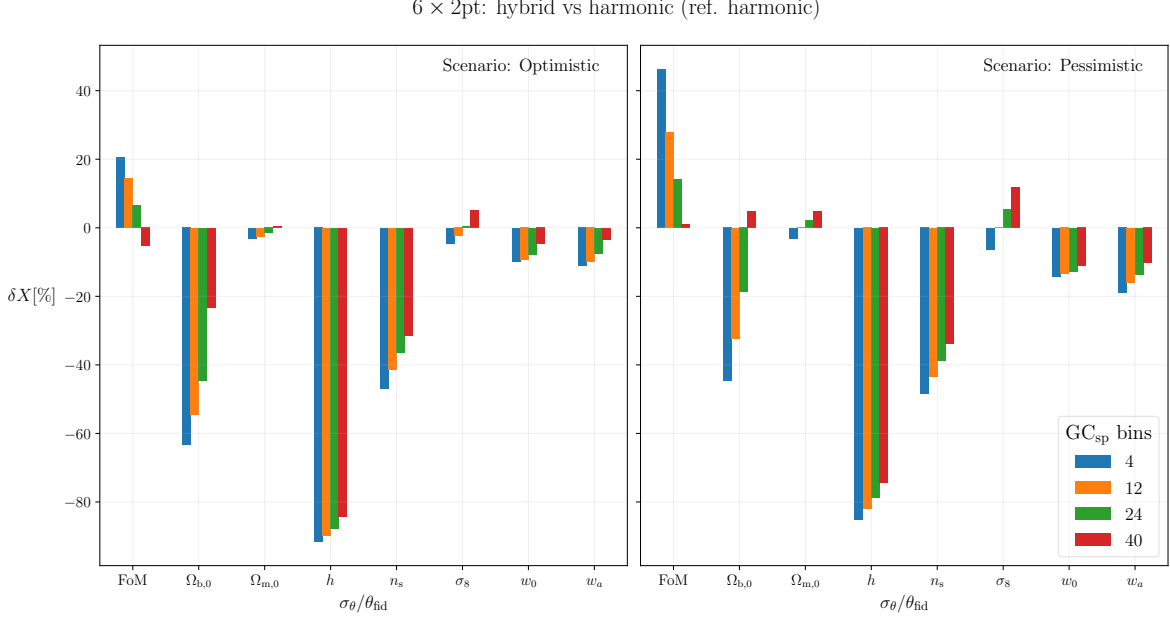 6 × 2pt: hybrid vs harmonic (ref. harmonic)
Scenario: Optimistic
Scenario: Pessimistic
δX[%]
40
20
0
−20
−40
−60
−80
GC_sp bins
4
12
24
40
FoM Ω_b,0 Ω_m,0 h n_s σ_8 w_0 w_a
FoM Ω_b,0 Ω_m,0 h n_s σ_8 w_0 w_a
σ_θ/θ_fid
σ_θ/θ_fid